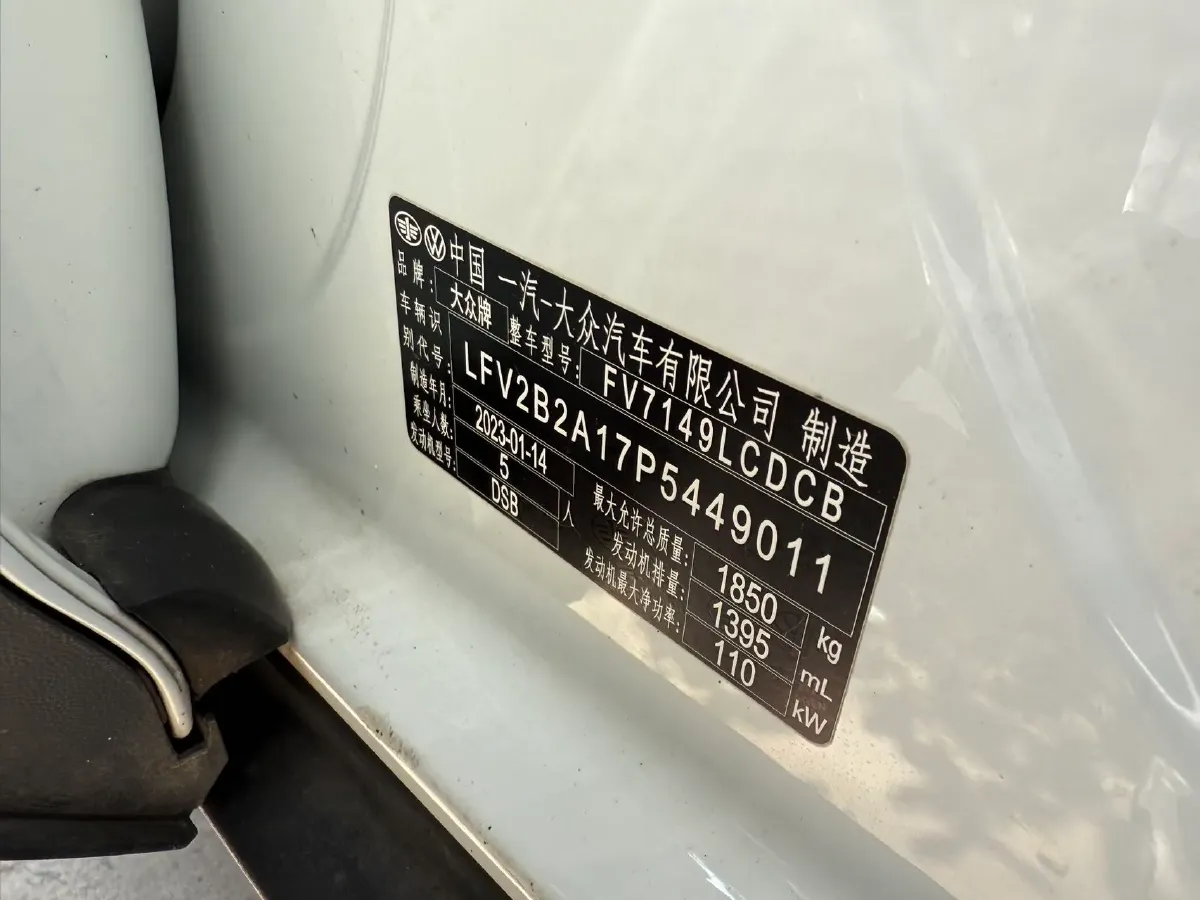 中国 一汽-大众汽车有限公司 制造
品牌: 大众牌 整车型号: FV7149LCDCB
车辆识别代号: LFV2B2A17P5449011
制造年月: 2023-01-14 最大允许总质量: 1850 kg
乘坐人数: 5 人 发动机排量: 1395 mL
发动机型号: DSB 发动机最大净功率: 110 kW